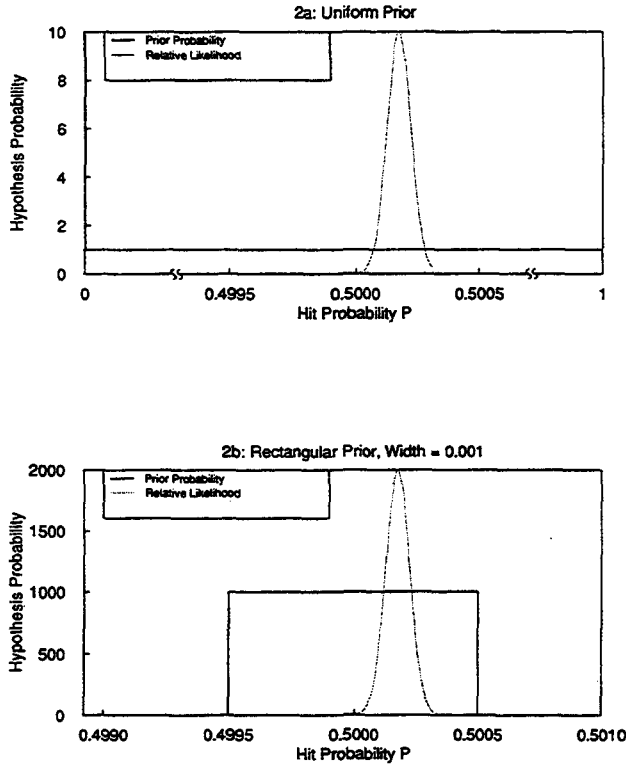 2a: Uniform Prior
10
8
6
4
2
0
Hypothesis Probability
Prior Probability
Relative Likelihood
0
0.4995
0.5000
0.5005
1
Hit Probability P
2b: Rectangular Prior, Width = 0.001
2000
1500
1000
500
0
Hypothesis Probability
Prior Probability
Relative Likelihood
0.4990
0.4995
0.5000
0.5005
0.5010
Hit Probability P